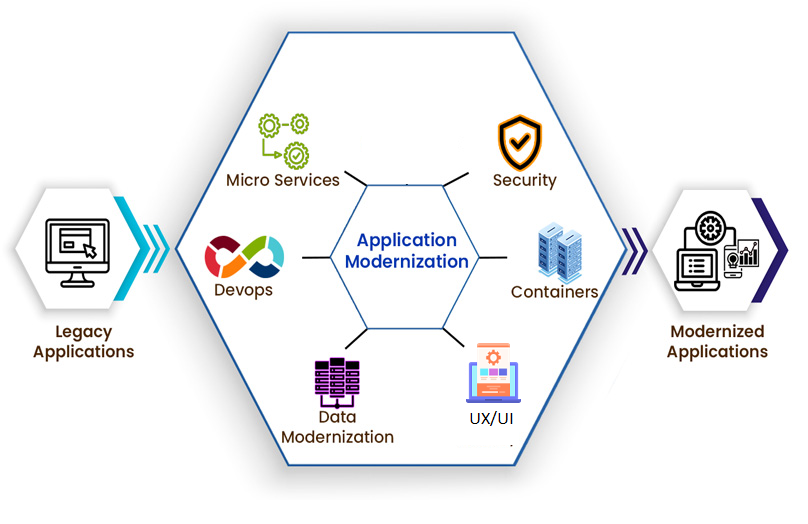 Micro Services
Security
Application
Modernization
Devops
Containers
Legacy
Applications
Modernized
Applications
Data
Modernization
UX/UI